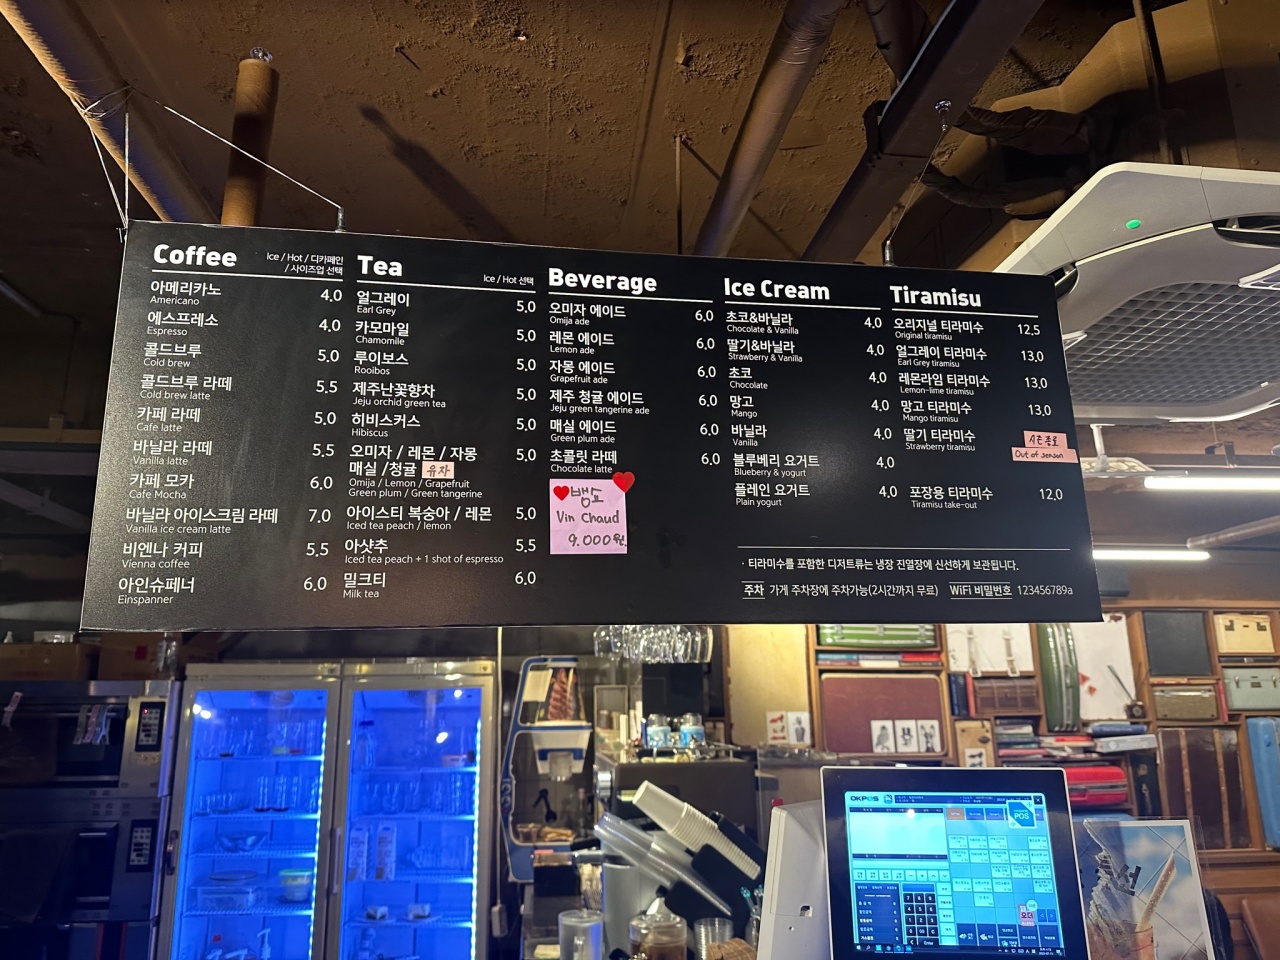 Coffee
Ice / Hot / 디카페인
/ 사이즈업 선택
아메리카노 4.0
Americano
에스프레소 4.0
Espresso
콜드브루 5.0
Cold brew
콜드브루 라떼 5.5
Cold brew latte
카페 라떼 5.0
Cafe latte
바닐라 라떼 5.5
Vanilla latte
카페 모카 6.0
Cafe Mocha
바닐라 아이스크림 라떼 7.0
Vanilla ice cream latte
비엔나 커피 5.5
Vienna coffee
아인슈페너 6.0
Einspanner
Tea
Ice / Hot 선택
얼그레이 5.0
Earl Grey
카모마일 5.0
Chamomile
루이보스 5.0
Rooibos
제주난꽃향차 5.0
Jeju orchid green tea
히비스커스 5.0
Hibiscus
오미자 / 레몬 / 자몽 5.0
매실 /청귤 유자
Omija / Lemon / Grapefruit
Green plum / Green tangerine
아이스티 복숭아 / 레몬 5.0
Iced tea peach / lemon
아샷추 5.5
Iced tea peach + 1 shot of espresso
밀크티 6.0
Milk tea
Beverage
오미자 에이드 6.0
Omija ade
레몬 에이드 6.0
Lemon ade
자몽 에이드 6.0
Grapefruit ade
제주 청귤 에이드 6.0
Jeju green tangerine ade
매실 에이드 6.0
Green plum ade
초콜릿 라떼 6.0
Chocolate latte
뱅쇼
Vin Chaud
9.000원
Ice Cream
초코&바닐라 4.0
Chocolate & Vanilla
딸기&바닐라 4.0
Strawberry & Vanilla
초코 4.0
Chocolate
망고 4.0
Mango
바닐라 4.0
Vanilla
블루베리 요거트 4.0
Blueberry & yogurt
플레인 요거트 4.0
Plain yogurt
Tiramisu
오리지널 티라미수 12.5
Original tiramisu
얼그레이 티라미수 13.0
Earl Grey tiramisu
레몬라임 티라미수 13.0
Lemon-lime tiramisu
망고 티라미수 13.0
Mango tiramisu
딸기 티라미수 시즌종료
Strawberry tiramisu Out of season
포장용 티라미수 12.0
Tiramisu take-out
· 티라미수를 포함한 디저트류는 냉장 진열장에 신선하게 보관됩니다.
주차 가게 주차장에 주차가능(2시간까지 무료) WiFi 비밀번호 123456789a
OKPOS
POS